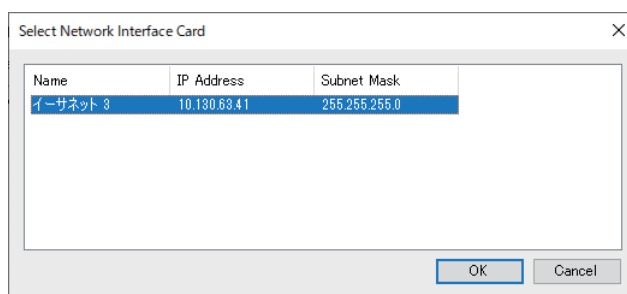 Select Network Interface Card
Name IP Address Subnet Mask
イーサネット 3 10.130.63.41 255.255.255.0
OK Cancel